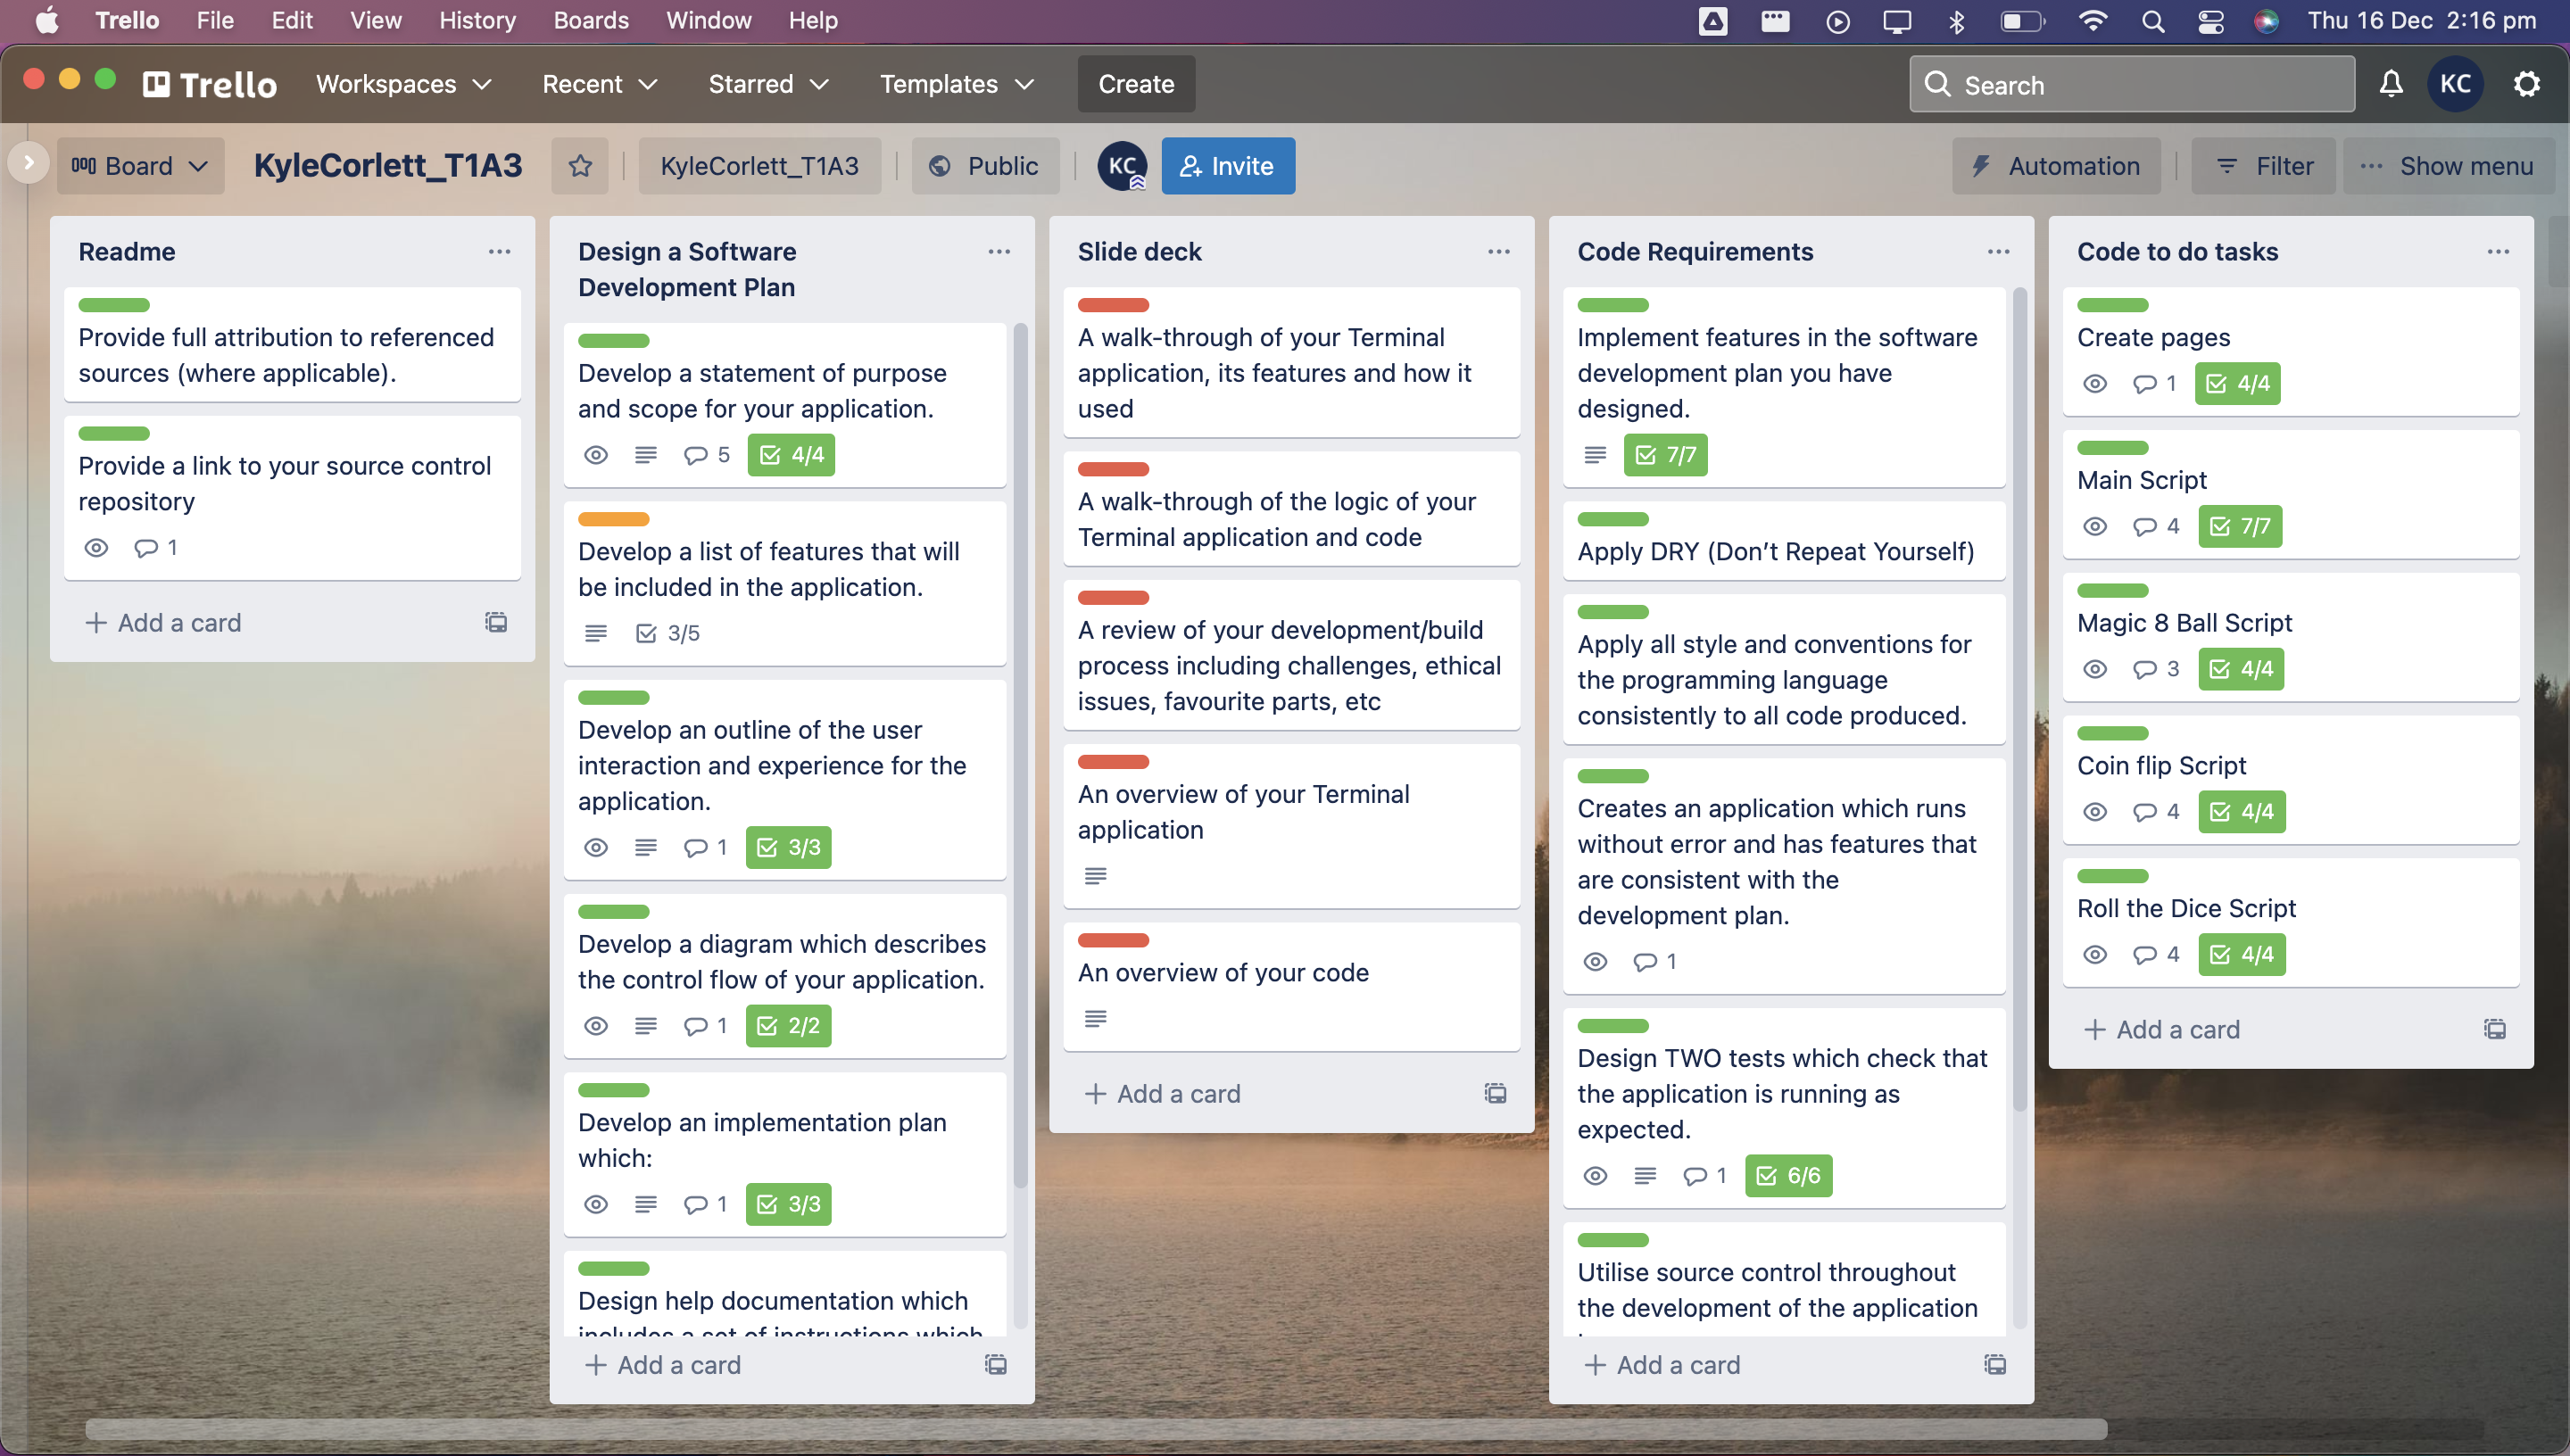 Trello File Edit View History Boards Window Help Thu 16 Dec 2:16 pm
Trello Workspaces Recent Starred Templates Create Search KC
Board KyleCorlett_T1A3 KyleCorlett_T1A3 Public KC Invite Automation Filter Show menu
Readme
Provide full attribution to referenced
sources (where applicable).
Provide a link to your source control
repository
1
Add a card
Design a Software
Development Plan
Develop a statement of purpose
and scope for your application.
5 4/4
Develop a list of features that will
be included in the application.
3/5
Develop an outline of the user
interaction and experience for the
application.
1 3/3
Develop a diagram which describes
the control flow of your application.
1 2/2
Develop an implementation plan
which:
1 3/3
Design help documentation which
includes a set of instructions which
Add a card
Slide deck
A walk-through of your Terminal
application, its features and how it
used
A walk-through of the logic of your
Terminal application and code
A review of your development/build
process including challenges, ethical
issues, favourite parts, etc
An overview of your Terminal
application
An overview of your code
Add a card
Code Requirements
Implement features in the software
development plan you have
designed.
7/7
Apply DRY (Don’t Repeat Yourself)
Apply all style and conventions for
the programming language
consistently to all code produced.
Creates an application which runs
without error and has features that
are consistent with the
development plan.
1
Design TWO tests which check that
the application is running as
expected.
1 6/6
Utilise source control throughout
the development of the application
Add a card
Code to do tasks
Create pages
1 4/4
Main Script
4 7/7
Magic 8 Ball Script
3 4/4
Coin flip Script
4 4/4
Roll the Dice Script
4 4/4
Add a card